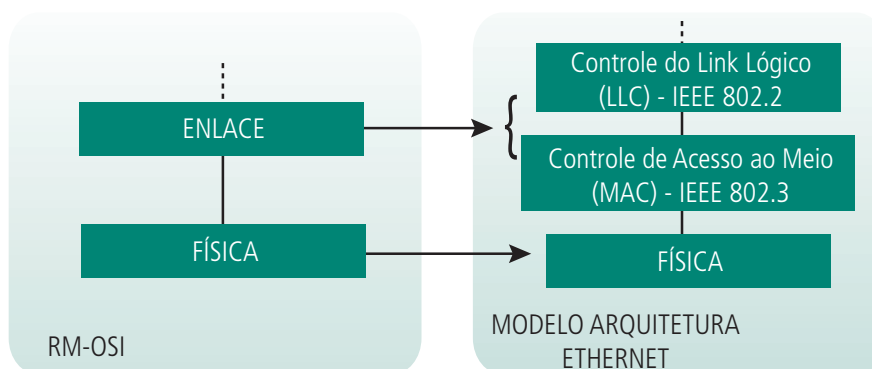 ENLACE
FÍSICA
RM-OSI
Controle do Link Lógico
(LLC) - IEEE 802.2
Controle de Acesso ao Meio
(MAC) - IEEE 802.3
FÍSICA
MODELO ARQUITETURA
ETHERNET